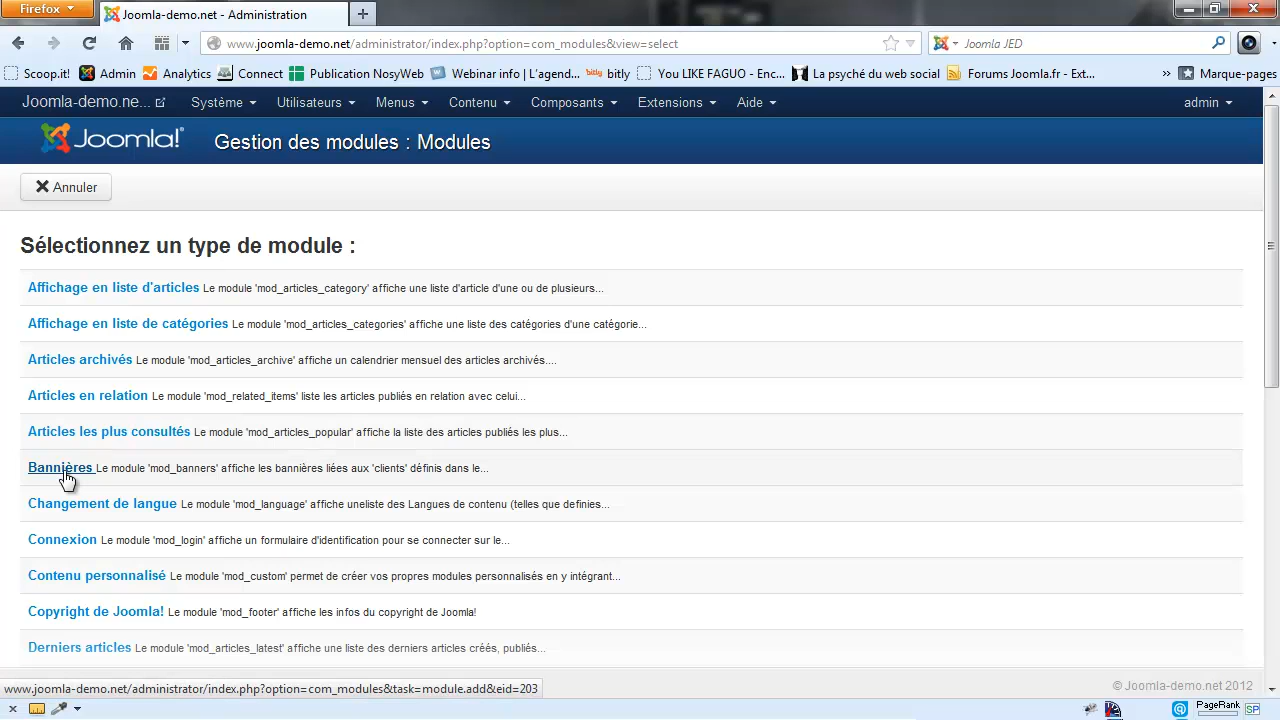 Firefox
Joomla-demo.net - Administration
www.joomla-demo.net/administrator/index.php?option=com_modules&view=select
Joomla JED
Scoop.it! Admin Analytics Connect Publication NosyWeb Webinar info | L'agend... bitly bitly You LIKE FAGUO - Enc... La psyché du web social Forums Joomla.fr - Ext... » Marque-pages
Joomla-demo.ne... Système Utilisateurs Menus Contenu Composants Extensions Aide admin
Joomla!® Gestion des modules : Modules
Annuler
Sélectionnez un type de module :
Affichage en liste d'articles Le module 'mod_articles_category' affiche une liste d'article d'une ou de plusieurs...
Affichage en liste de catégories Le module 'mod_articles_categories' affiche une liste des catégories d'une catégorie...
Articles archivés Le module 'mod_articles_archive' affiche un calendrier mensuel des articles archivés....
Articles en relation Le module 'mod_related_items' liste les articles publiés en relation avec celui...
Articles les plus consultés Le module 'mod_articles_popular' affiche la liste des articles publiés les plus...
Bannières Le module 'mod_banners' affiche les bannières liées aux 'clients' définis dans le...
Changement de langue Le module 'mod_language' affiche uneliste des Langues de contenu (telles que definies...
Connexion Le module 'mod_login' affiche un formulaire d'identification pour se connecter sur le...
Contenu personnalisé Le module 'mod_custom' permet de créer vos propres modules personnalisés en y intégrant...
Copyright de Joomla! Le module 'mod_footer' affiche les infos du copyright de Joomla!
Derniers articles Le module 'mod_articles_latest' affiche une liste des derniers articles créés, publiés...
www.joomla-demo.net/administrator/index.php?option=com_modules&task=module.add&eid=203
© Joomla-demo.net 2012
PageRank
SP